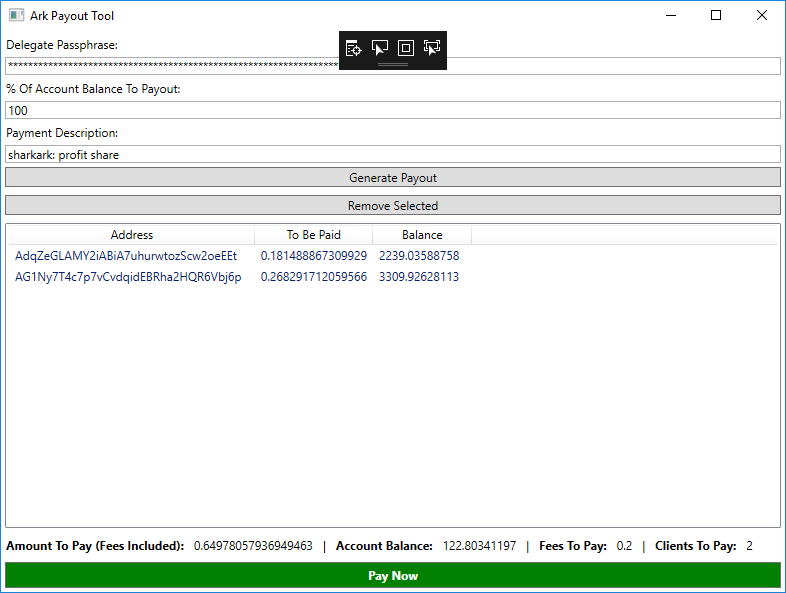 Ark Payout Tool
Delegate Passphrase:
% Of Account Balance To Payout:
100
Payment Description:
sharkark: profit share
Generate Payout
Remove Selected
Address To Be Paid Balance
AdqZeGLAMY2iABiA7uhurwtozScw2oeEEt 0.181488867309929 2239.03588758
AG1Ny7T4c7p7vCvdqidEBRha2HQR6Vbj6p 0.268291712059566 3309.92628113
Amount To Pay (Fees Included): 0.64978057936949463 | Account Balance: 122.80341197 | Fees To Pay: 0.2 | Clients To Pay: 2
Pay Now